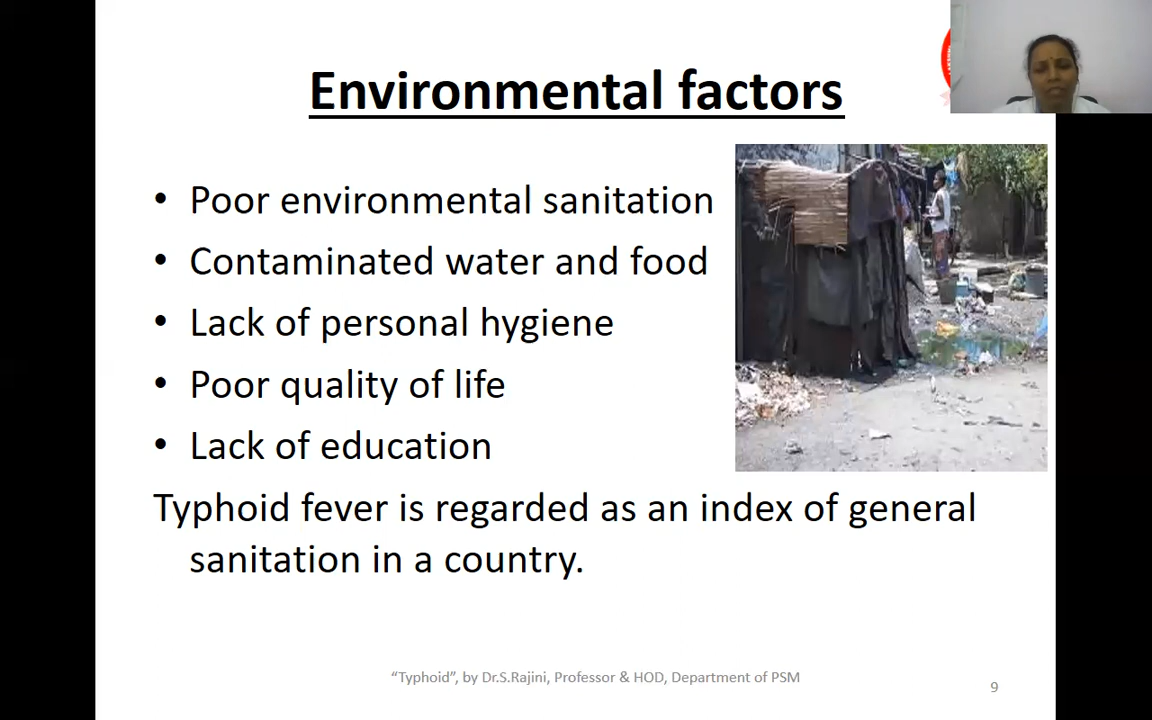 Environmental factors
• Poor environmental sanitation
• Contaminated water and food
• Lack of personal hygiene
• Poor quality of life
• Lack of education
Typhoid fever is regarded as an index of general
sanitation in a country.
“Typhoid”, by Dr.S.Rajini, Professor & HOD, Department of PSM
9